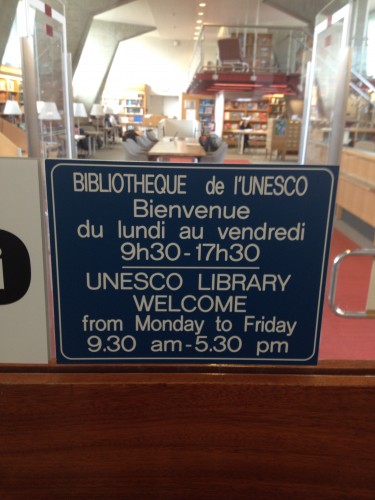 BIBLIOTHEQUE de l'UNESCO
Bienvenue
du lundi au vendredi
9h30-17h30
UNESCO LIBRARY
WELCOME
from Monday to Friday
9.30 am-5.30 pm
i